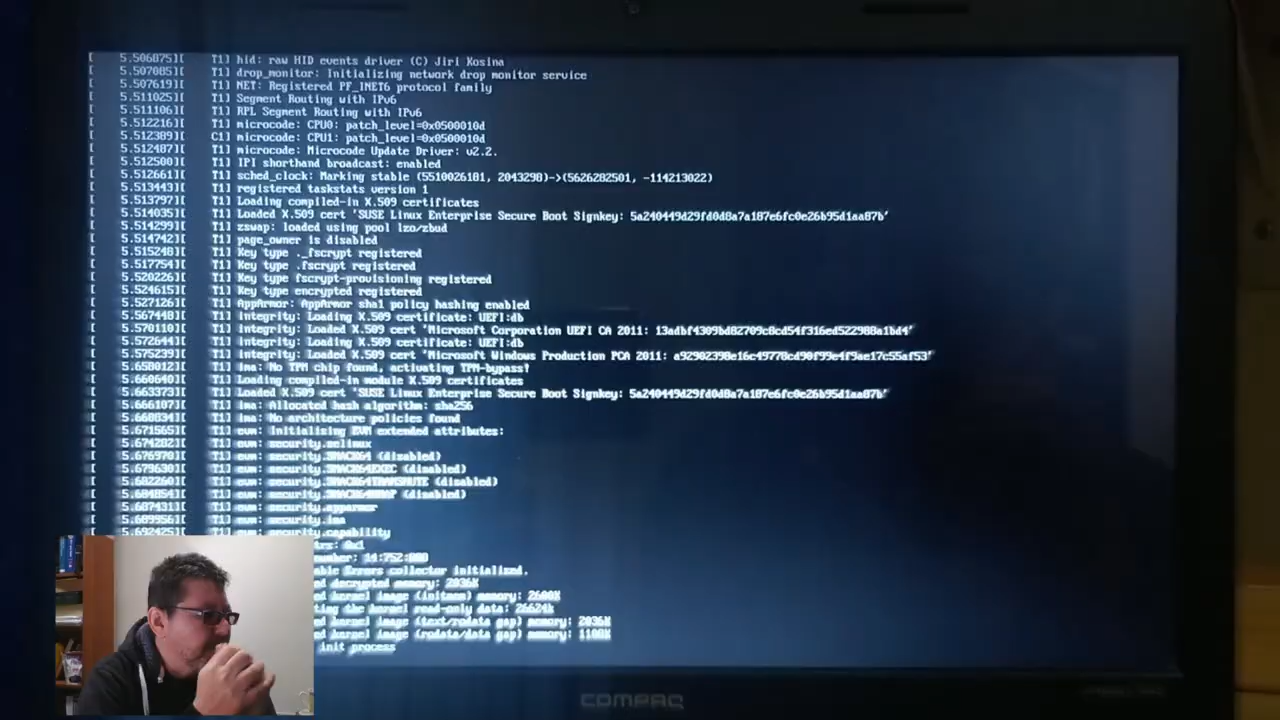 [ 5.506875][ T1] hid: raw HID events driver (C) Jiri Kosina
[ 5.507085][ T1] drop_monitor: Initializing network drop monitor service
[ 5.507619][ T1] NET: Registered PF_INET6 protocol family
[ 5.511025][ T1] Segment Routing with IPv6
[ 5.511106][ T1] RPL Segment Routing with IPv6
[ 5.512216][ T1] microcode: CPU0: patch_level=0x0500010d
[ 5.512389][ C1] microcode: CPU1: patch_level=0x0500010d
[ 5.512487][ T1] microcode: Microcode Update Driver: v2.2.
[ 5.512500][ T1] IPI shorthand broadcast: enabled
[ 5.512661][ T1] sched_clock: Marking stable (5510026181, 2043298)->(5626282501, -114213022)
[ 5.513443][ T1] registered taskstats version 1
[ 5.513797][ T1] Loading compiled-in X.509 certificates
[ 5.514035][ T1] Loaded X.509 cert 'SUSE Linux Enterprise Secure Boot Signkey: 5a240449d29fd0d8a7a187e6fc0e26b95d1aa87b'
[ 5.514299][ T1] zswap: loaded using pool lzo/zbud
[ 5.514742][ T1] page_owner is disabled
[ 5.515248][ T1] Key type ._fscrypt registered
[ 5.517754][ T1] Key type .fscrypt registered
[ 5.520226][ T1] Key type fscrypt-provisioning registered
[ 5.524615][ T1] Key type encrypted registered
[ 5.527126][ T1] AppArmor: AppArmor sha1 policy hashing enabled
[ 5.567448][ T1] integrity: Loading X.509 certificate: UEFI:db
[ 5.570110][ T1] integrity: Loaded X.509 cert 'Microsoft Corporation UEFI CA 2011: 13adbf4309bd82709c8cd54f316ed522988a1bd4'
[ 5.572644][ T1] integrity: Loading X.509 certificate: UEFI:db
[ 5.575239][ T1] integrity: Loaded X.509 cert 'Microsoft Windows Production PCA 2011: a92902398e16c49778cd90f99e4f9ae17c55af53'
[ 5.658012][ T1] ima: No TPM chip found, activating TPM-bypass!
[ 5.660640][ T1] Loading compiled-in module X.509 certificates
[ 5.663373][ T1] Loaded X.509 cert 'SUSE Linux Enterprise Secure Boot Signkey: 5a240449d29fd0d8a7a187e6fc0e26b95d1aa87b'
[ 5.666107][ T1] ima: Allocated hash algorithm: sha256
[ 5.668834][ T1] ima: No architecture policies found
[ 5.671565][ T1] evm: Initialising EVM extended attributes:
[ 5.674282][ T1] evm: security.selinux
[ 5.676970][ T1] evm: security.SMACK64 (disabled)
[ 5.679630][ T1] evm: security.SMACK64EXEC (disabled)
[ 5.682260][ T1] evm: security.SMACK64TRANSMUTE (disabled)
[ 5.684854][ T1] evm: security.SMACK64MMAP (disabled)
[ 5.687431][ T1] evm: security.apparmor
[ 5.689956][ T1] evm: security.ima
[ 5.692425][ T1] evm: security.capability
trs: 0x1
number: 14:752:000
able Errors collector initialized.
ed decrypted memory: 2036K
ed kernel image (initmem) memory: 2600K
ting the kernel read-only data: 26624k
ed kernel image (text/rodata gap) memory: 2036K
ed kernel image (rodata/data gap) memory: 1108K
init process
COMPAQ